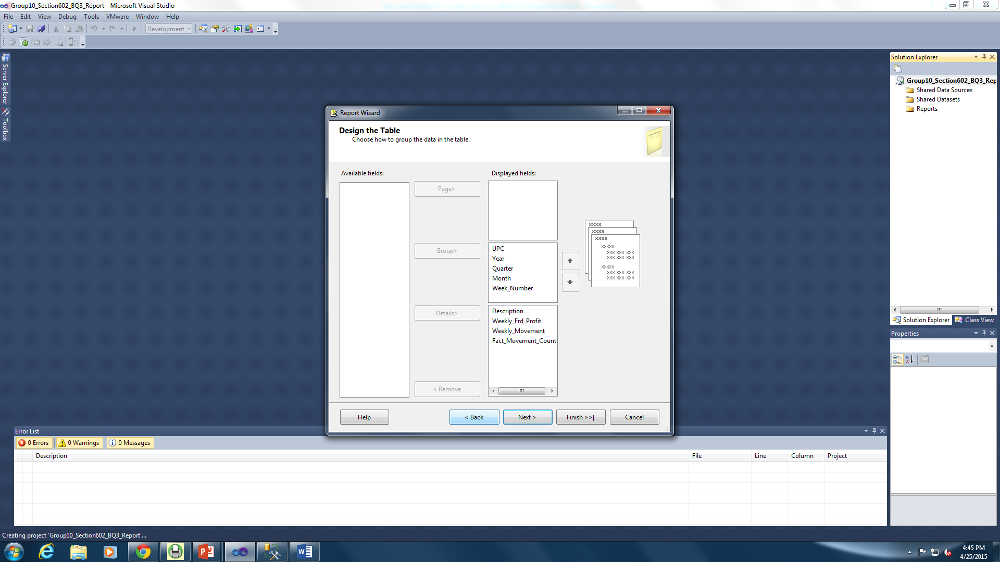 Group10_Section602_BQ3_Report - Microsoft Visual Studio
File Edit View Debug Tools VMware Window Help
Development
Server Explorer
Toolbox
Solution Explorer
Group10_Section602_BQ3_Rep
Shared Data Sources
Shared Datasets
Reports
Solution Explorer Class View
Properties
Report Wizard
Design the Table
Choose how to group the data in the table.
Available fields:
Displayed fields:
Page>
Group>
UPC
Year
Quarter
Month
Week_Number
Details>
Description
Weekly_Frd_Profit
Weekly_Movement
Fact_Movement_Count
< Remove
xxxx
xxxx
xxxx
xxxxx
xxx xxx xxx
xxx xxx xxx
xxxxx
xxx xxx xxx
xxx xxx xxx
Help < Back Next > Finish >>| Cancel
Error List
0 Errors 0 Warnings 0 Messages
Description File Line Column Project
Creating project 'Group10_Section602_BQ3_Report'...
4:45 PM
4/25/2015